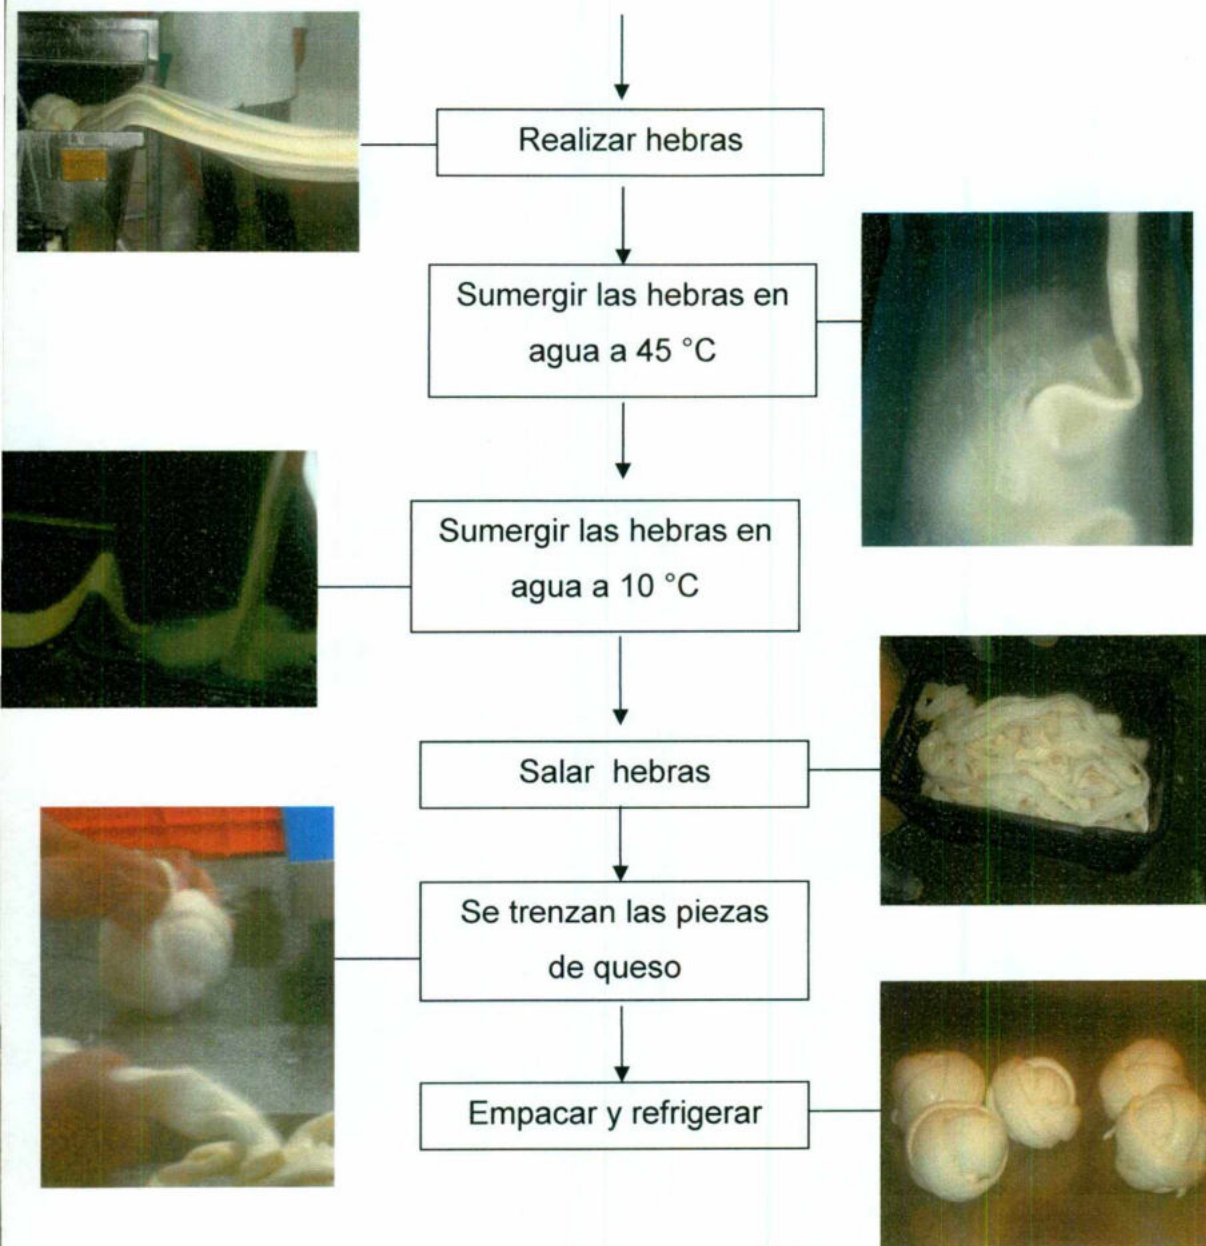 Realizar hebras
Sumergir las hebras en
agua a 45 °C
Sumergir las hebras en
agua a 10 °C
Salar hebras
Se trenzan las piezas
de queso
Empacar y refrigerar